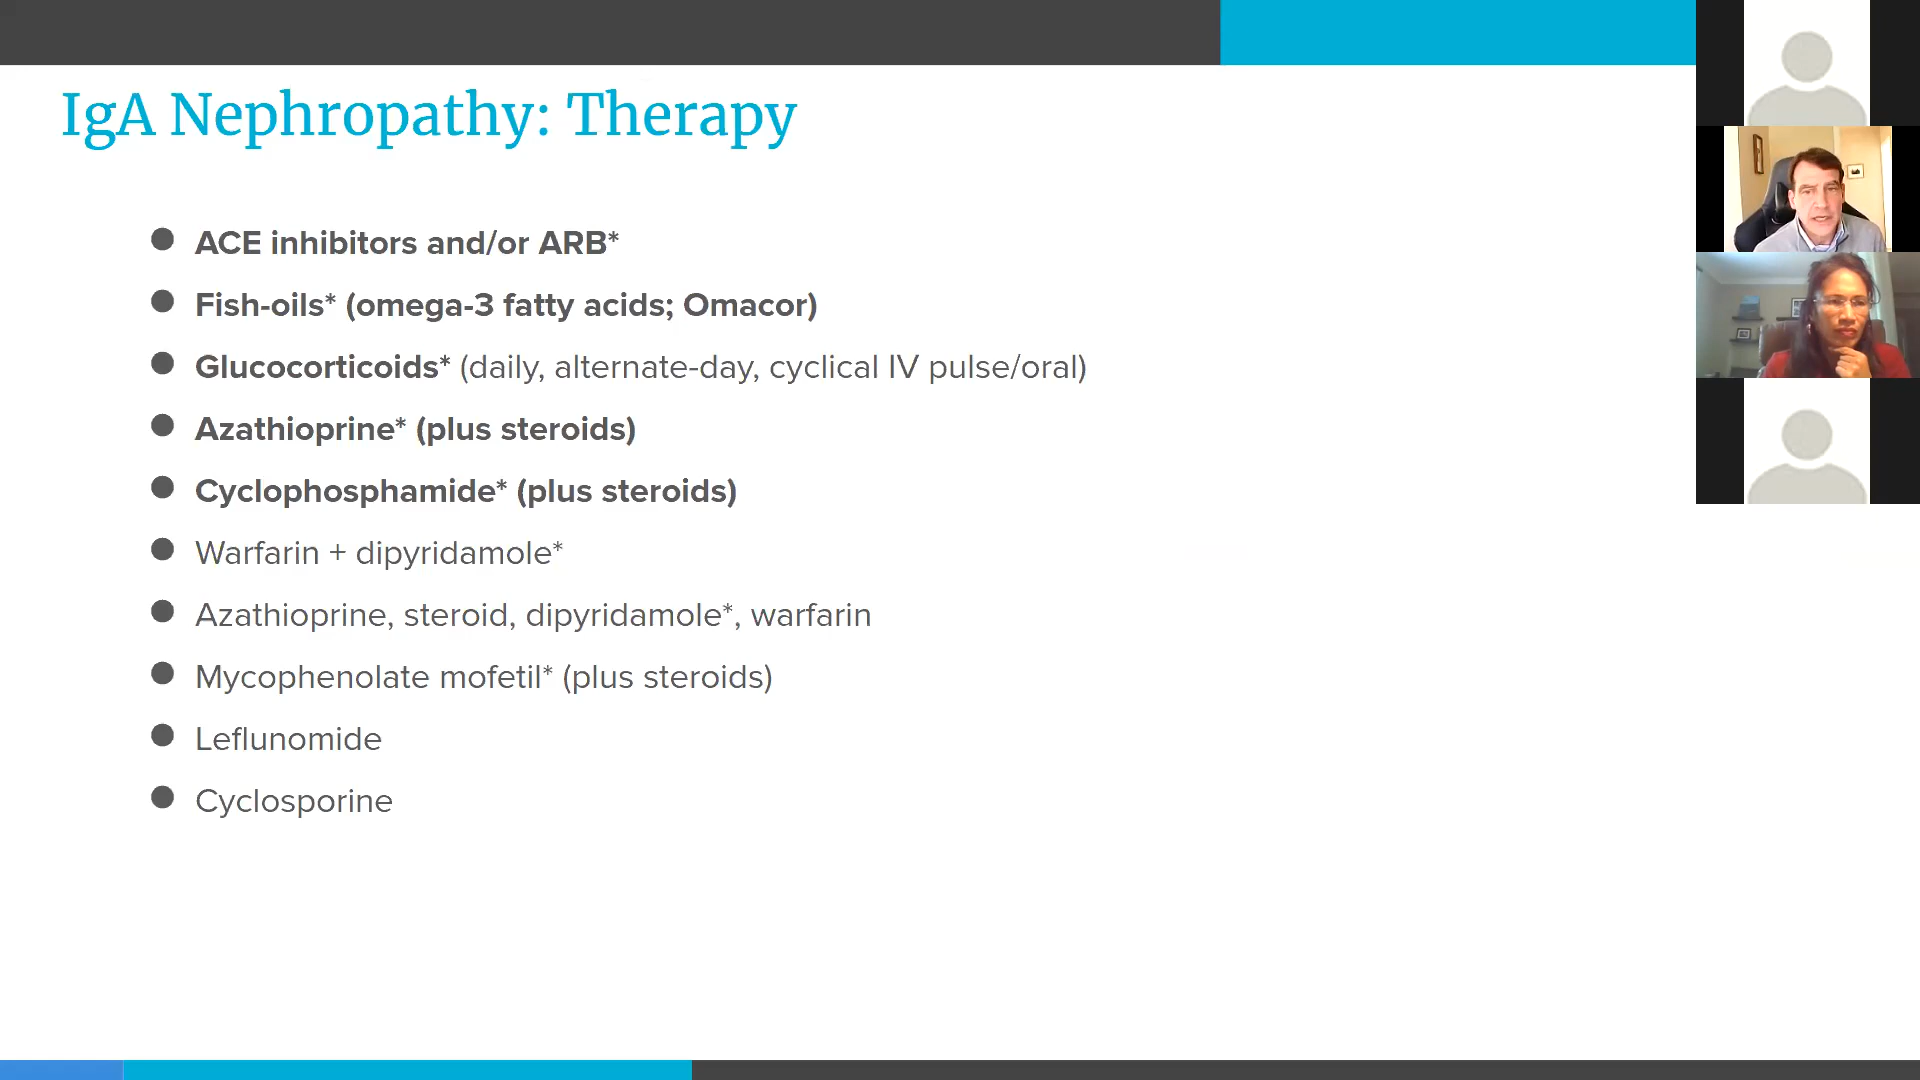 IgA Nephropathy: Therapy
● ACE inhibitors and/or ARB*
● Fish-oils* (omega-3 fatty acids; Omacor)
● Glucocorticoids* (daily, alternate-day, cyclical IV pulse/oral)
● Azathioprine* (plus steroids)
● Cyclophosphamide* (plus steroids)
● Warfarin + dipyridamole*
● Azathioprine, steroid, dipyridamole*, warfarin
● Mycophenolate mofetil* (plus steroids)
● Leflunomide
● Cyclosporine